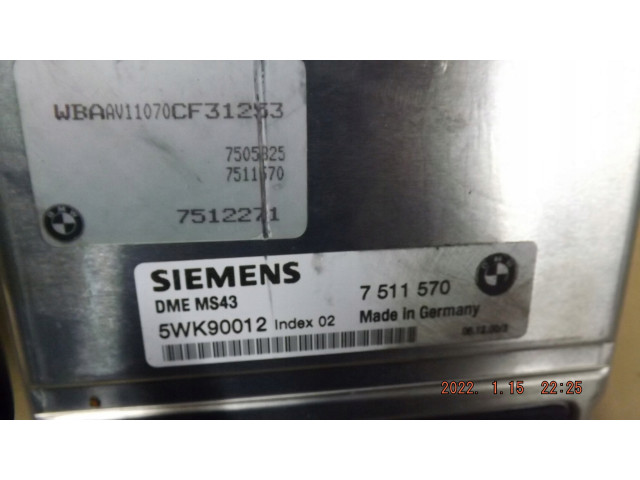 WBAAV11070CF31253
7505825
7511570
7512271
SIEMENS
DME MS43
7 511 570
5WK90012 Index 02
Made in Germany
2022. 1.15 22:25